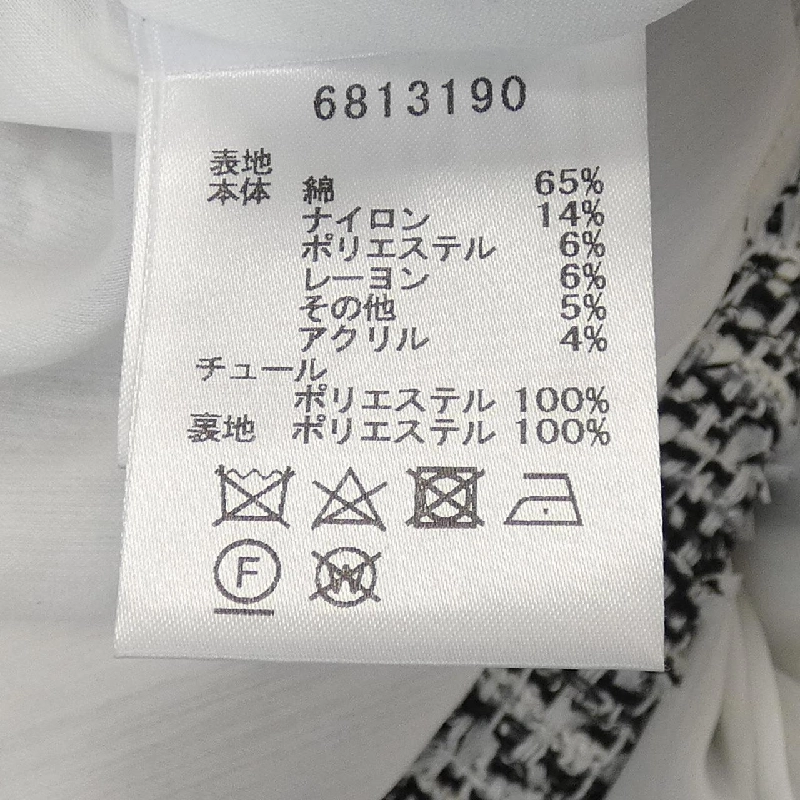 6813190
表地
本体 綿 65%
ナイロン 14%
ポリエステル 6%
レーヨン 6%
その他 5%
アクリル 4%
チュール
ポリエステル 100%
裏地 ポリエステル 100%
F W